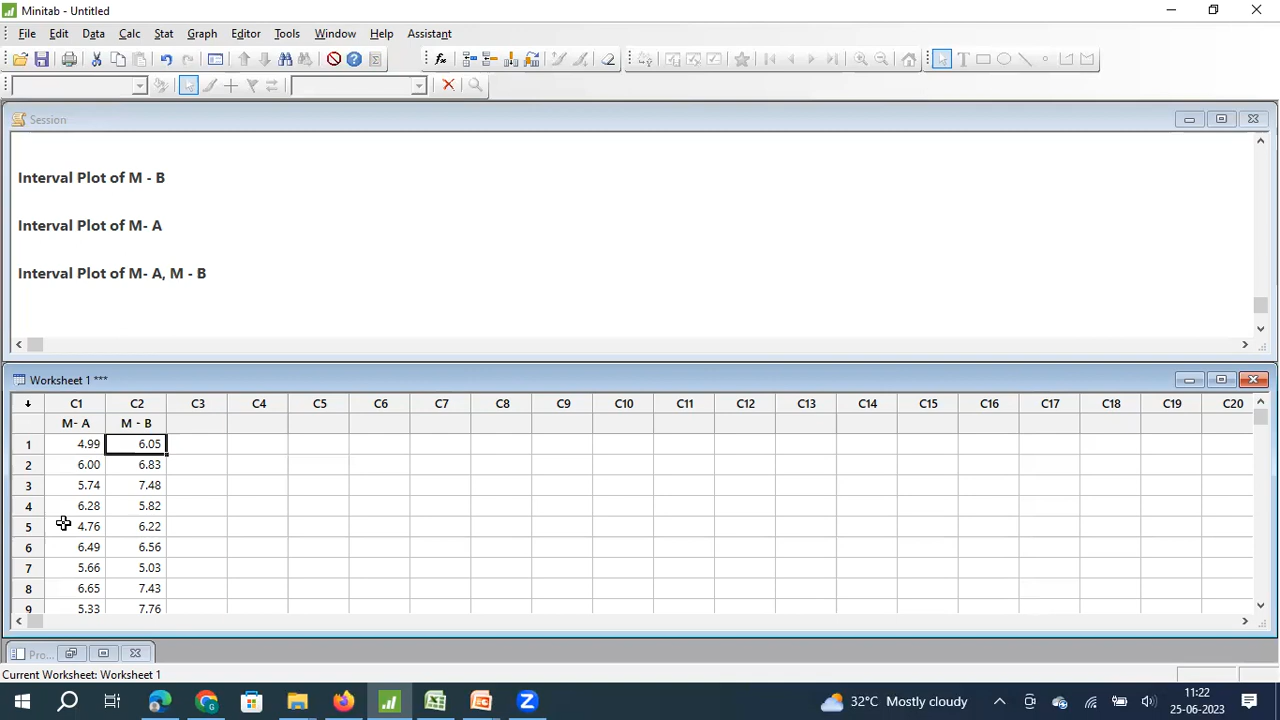 Minitab - Untitled
File Edit Data Calc Stat Graph Editor Tools Window Help Assistant
Session
Interval Plot of M - B
Interval Plot of M- A
Interval Plot of M- A, M - B
Worksheet 1 ***
C1 C2 C3 C4 C5 C6 C7 C8 C9 C10 C11 C12 C13 C14 C15 C16 C17 C18 C19 C20
M- A M - B
1 4.99 6.05
2 6.00 6.83
3 5.74 7.48
4 6.28 5.82
5 4.76 6.22
6 6.49 6.56
7 5.66 5.03
8 6.65 7.43
9 5.33 7.76
Pro...
Current Worksheet: Worksheet 1
32°C Mostly cloudy
11:22
25-06-2023